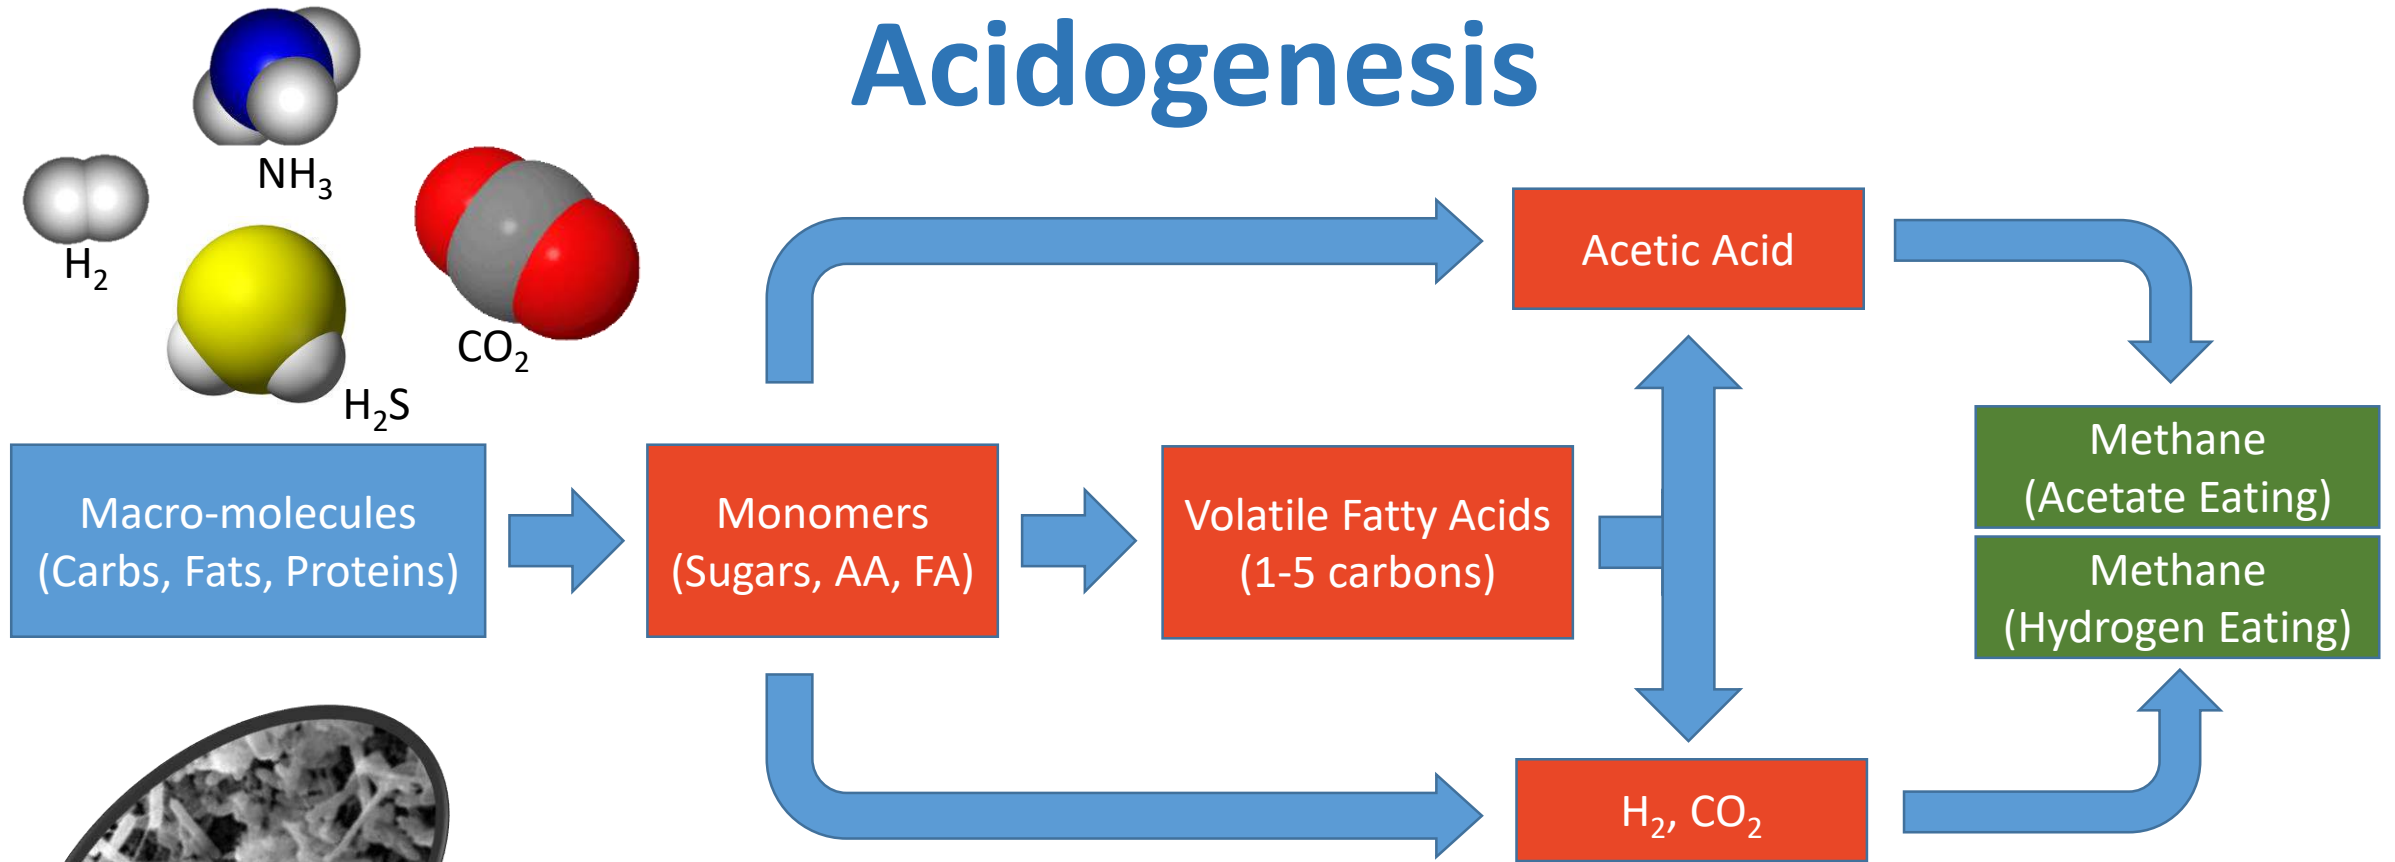 Acidogenesis
NH₃
H₂
CO₂
H₂S
Acetic Acid
Macro-molecules
(Carbs, Fats, Proteins)
Monomers
(Sugars, AA, FA)
Volatile Fatty Acids
(1-5 carbons)
Methane
(Acetate Eating)
Methane
(Hydrogen Eating)
H₂, CO₂